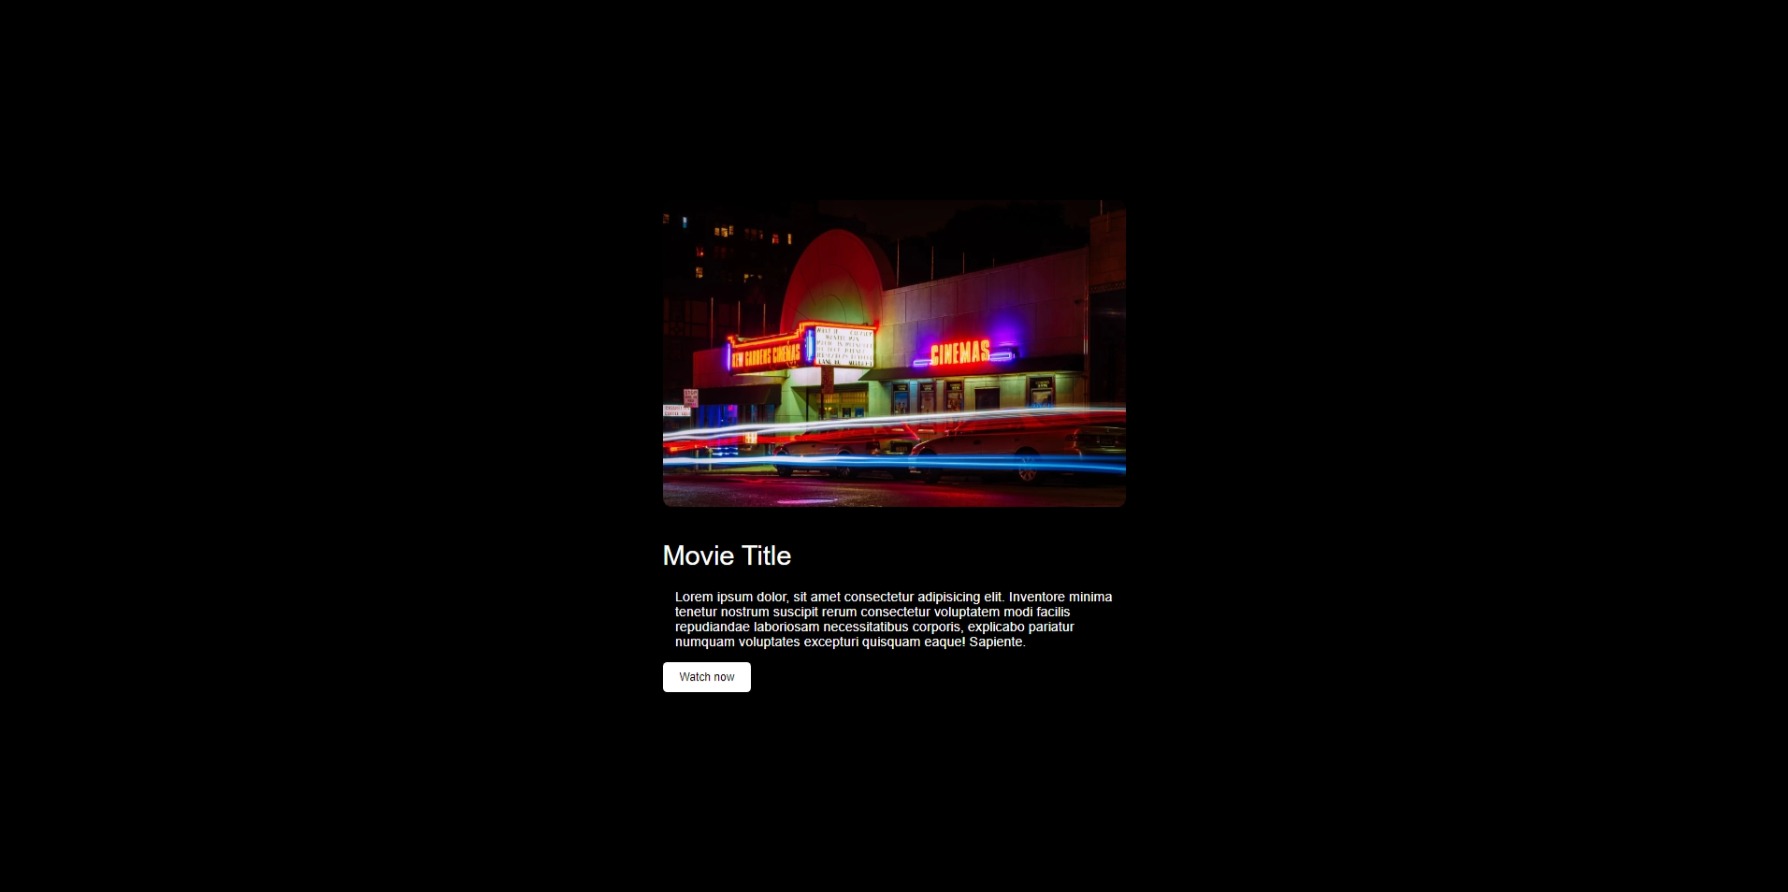 KEW GARDENS CINEMAS
CINEMAS
Movie Title
Lorem ipsum dolor, sit amet consectetur adipisicing elit. Inventore minima
tenetur nostrum suscipit rerum consectetur voluptatem modi facilis
repudiandae laboriosam necessitatibus corporis, explicabo pariatur
numquam voluptates excepturi quisquam eaque! Sapiente.
Watch now